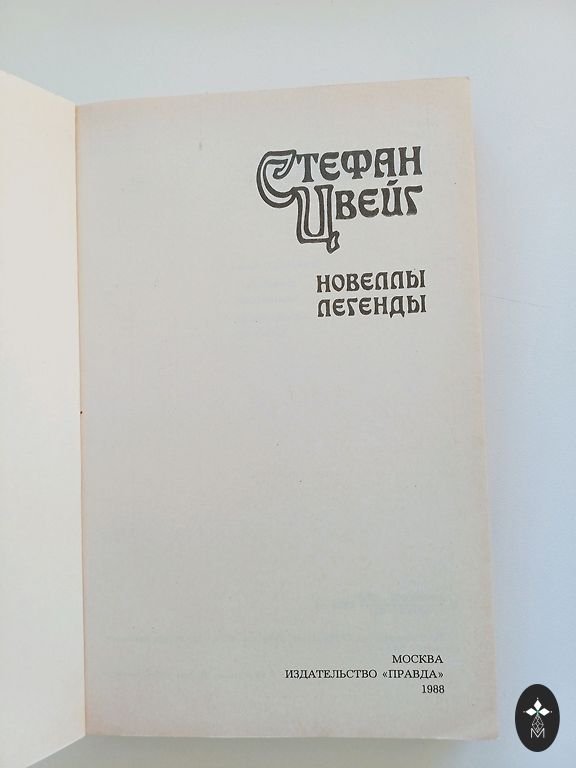 СТЕФАН
ЦВЕЙГ
НОВЕЛЛЫ
ЛЕГЕНДЫ
МОСКВА
ИЗДАТЕЛЬСТВО «ПРАВДА»
1988
М